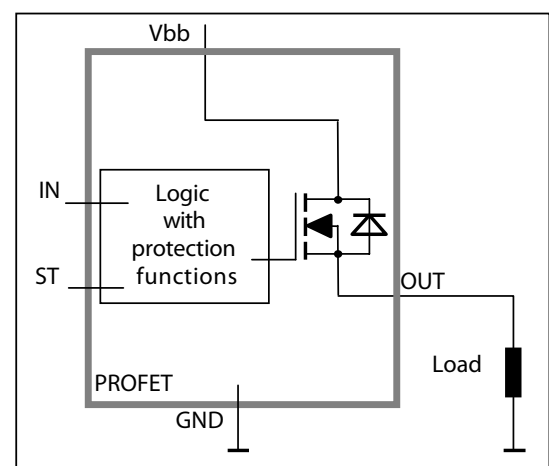 Vbb
IN
Logic
with
protection
functions
ST
OUT
Load
PROFET
GND